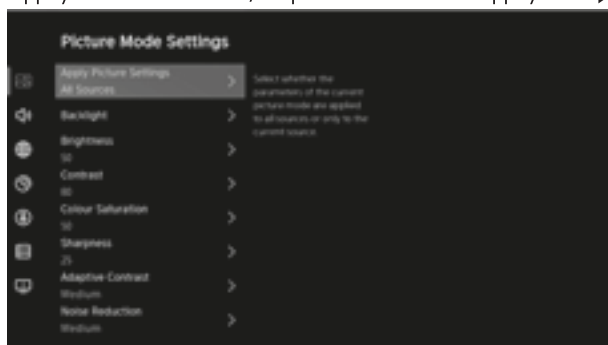 Picture Mode Settings
Apply Picture Settings
All Sources
Select whether the
parameters of the current
picture mode are applied
to all sources or only to the
current source.
Backlight
Brightness
50
Contrast
80
Colour Saturation
50
Sharpness
25
Adaptive Contrast
Medium
Noise Reduction
Medium